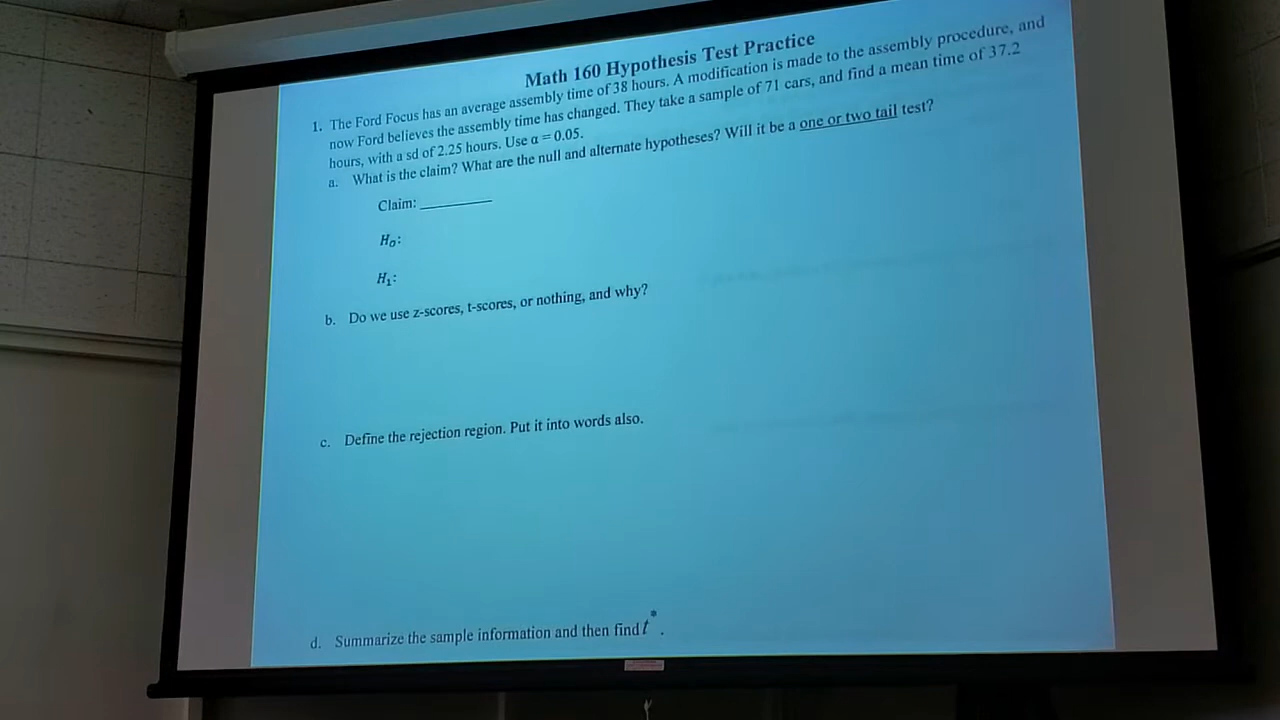 Math 160 Hypothesis Test Practice
1. The Ford Focus has an average assembly time of 38 hours. A modification is made to the assembly procedure, and
now Ford believes the assembly time has changed. They take a sample of 71 cars, and find a mean time of 37.2
hours, with a sd of 2.25 hours. Use α = 0.05.
a. What is the claim? What are the null and alternate hypotheses? Will it be a one or two tail test?
Claim: ________
H₀:
H₁:
b. Do we use z-scores, t-scores, or nothing, and why?
c. Define the rejection region. Put it into words also.
d. Summarize the sample information and then find t*.